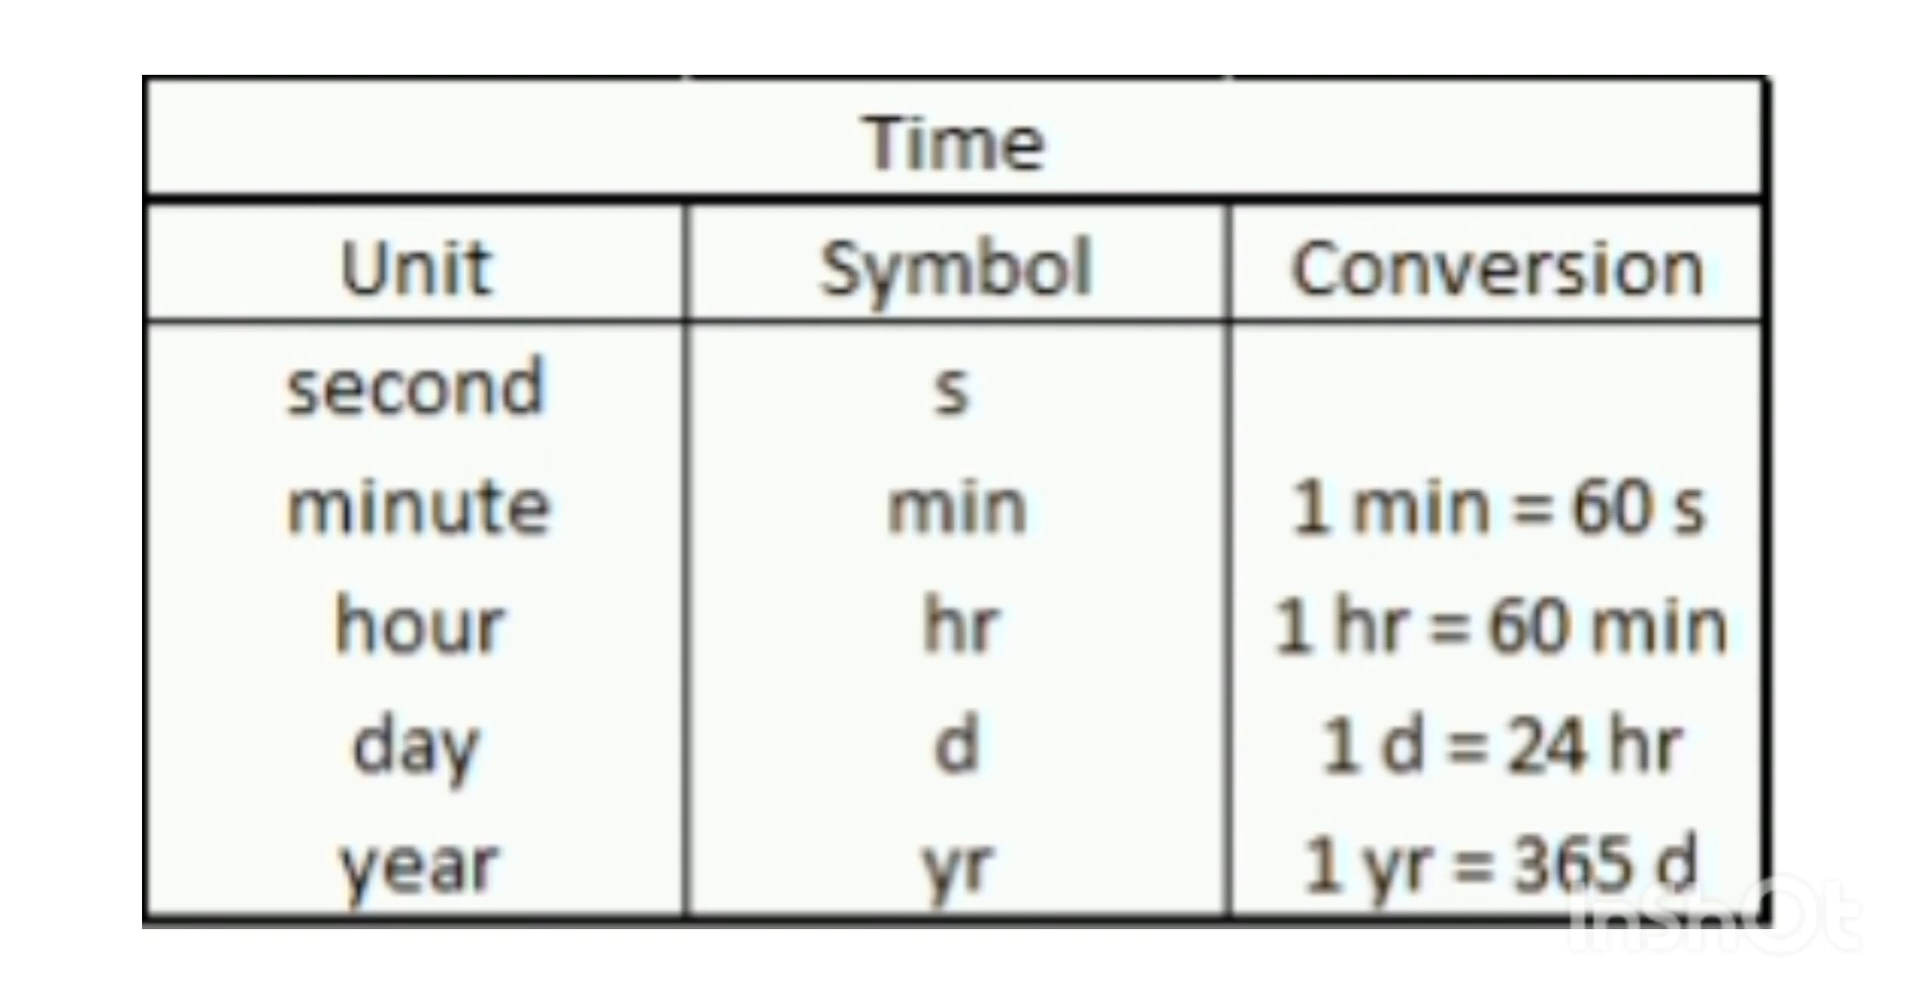 Time
Unit Symbol Conversion
second s
minute min 1 min = 60 s
hour hr 1 hr = 60 min
day d 1 d = 24 hr
year yr 1 yr = 365 d
InShOt